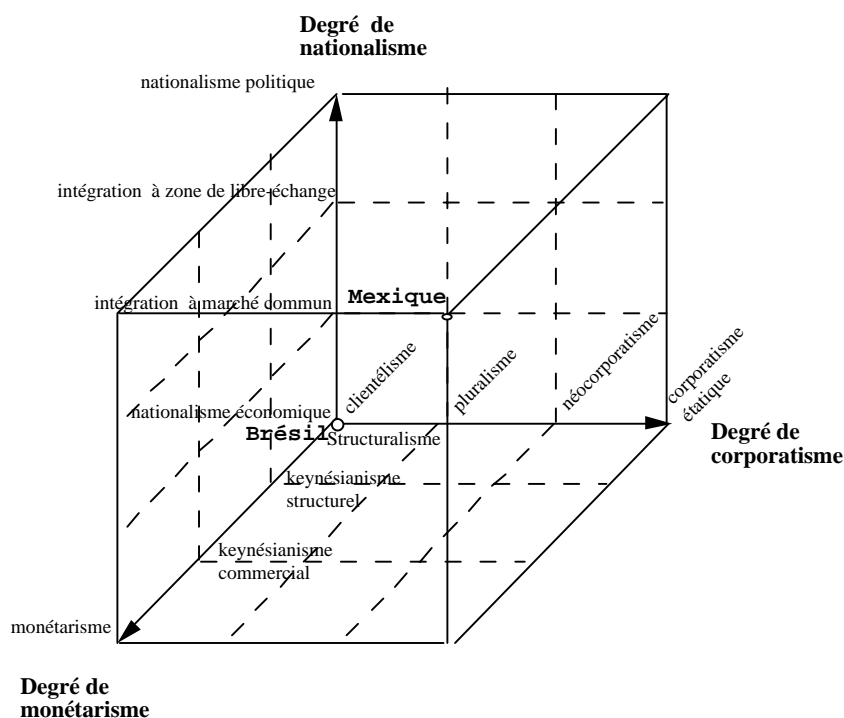 Degré de
nationalisme
nationalisme politique
intégration à zone de libre-échange
intégration à marché commun
Mexique
clientélisme
pluralisme
néocorporatisme
corporatisme
étatique
nationalisme économique
Brésil
Structuralisme
Degré de
corporatisme
keynésianisme
structurel
keynésianisme
commercial
monétarisme
Degré de
monétarisme